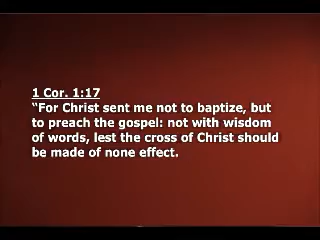 1 Cor. 1:17
“For Christ sent me not to baptize, but
to preach the gospel: not with wisdom
of words, lest the cross of Christ should
be made of none effect.